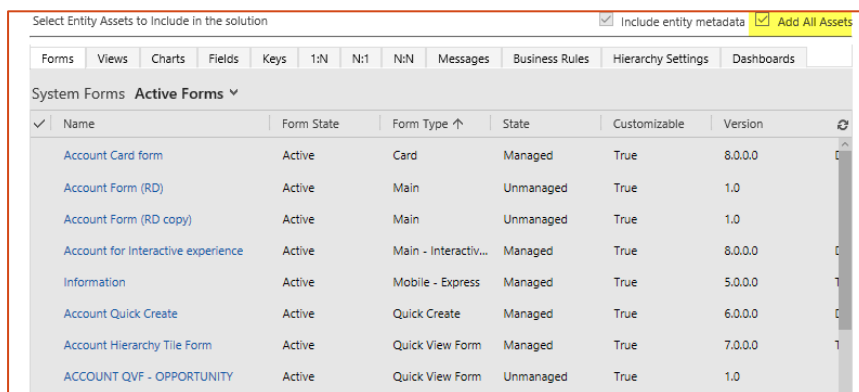 Select Entity Assets to Include in the solution Include entity metadata Add All Assets
Forms Views Charts Fields Keys 1:N N:1 N:N Messages Business Rules Hierarchy Settings Dashboards
System Forms Active Forms
Name Form State Form Type ↑ State Customizable Version
Account Card form Active Card Managed True 8.0.0.0
Account Form (RD) Active Main Unmanaged True 1.0
Account Form (RD copy) Active Main Unmanaged True 1.0
Account for Interactive experience Active Main - Interactiv... Managed True 8.0.0.0
Information Active Mobile - Express Managed True 5.0.0.0
Account Quick Create Active Quick Create Managed True 6.0.0.0
Account Hierarchy Tile Form Active Quick View Form Managed True 7.0.0.0
ACCOUNT QVF - OPPORTUNITY Active Quick View Form Unmanaged True 1.0